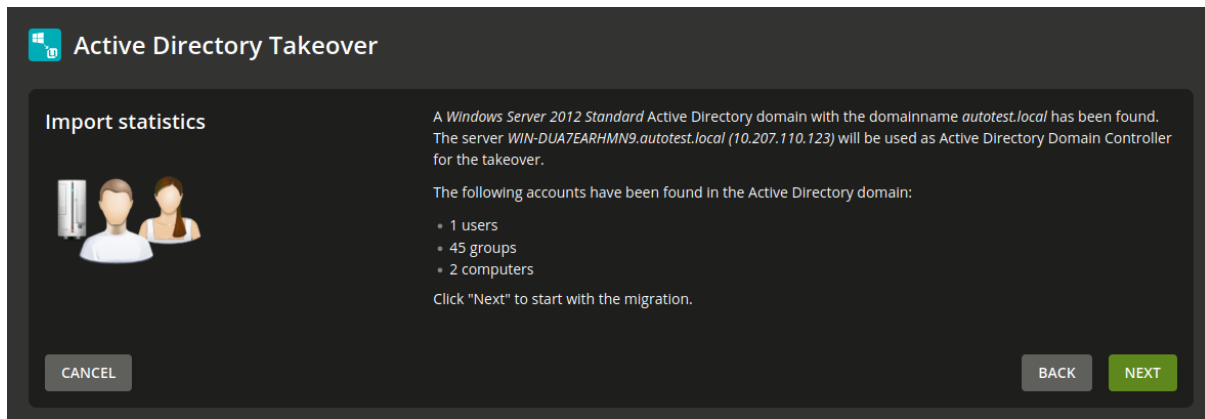 Active Directory Takeover
Import statistics
A Windows Server 2012 Standard Active Directory domain with the domainname autotest.local has been found.
The server WIN-DUA7EARHMN9.autotest.local (10.207.110.123) will be used as Active Directory Domain Controller
for the takeover.
The following accounts have been found in the Active Directory domain:
• 1 users
• 45 groups
• 2 computers
Click "Next" to start with the migration.
CANCEL
BACK
NEXT